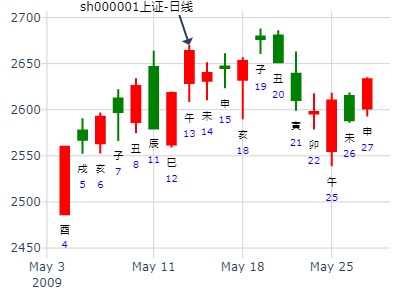 sh000001上证-日线
2700
2650
2600
2550
2500
2450
酉
4
戌
5
亥
6
子
7
丑
8
辰
11
巳
12
午
13
未
14
申
15
亥
18
子
19
丑
20
寅
21
卯
22
午
25
未
26
申
27
May 3
2009
May 11
May 18
May 25